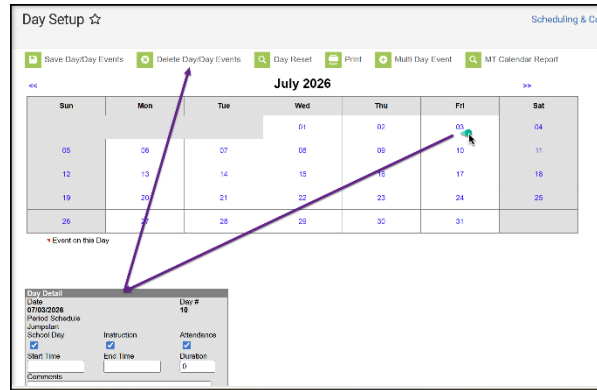 Day Setup ☆ Scheduling & Co
Save Day/Day Events Delete Day/Day Events Day Reset Print Multi Day Event MT Calendar Report
<< July 2026 >>
Sun Mon Tue Wed Thu Fri Sat
01 02 03 04
05 06 07 08 09 10 11
12 13 14 15 16 17 18
19 20 21 22 23 24 25
26 27 28 29 30 31
Event on this Day
Day Detail
Date Day #
07/03/2026 10
Period Schedule
Jumpstart
School Day Instruction Attendance
Start Time End Time Duration
0
Comments